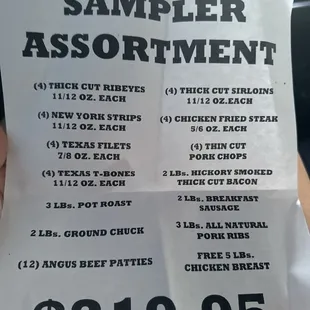 SAMPLER
ASSORTMENT
(4) THICK CUT RIBEYES
11/12 OZ. EACH
(4) NEW YORK STRIPS
11/12 OZ. EACH
(4) TEXAS FILETS
7/8 OZ. EACH
(4) TEXAS T-BONES
11/12 OZ. EACH
3 LBS. POT ROAST
2 LBS. GROUND CHUCK
(12) ANGUS BEEF PATTIES
(4) THICK CUT SIRLOINS
11/12 OZ.EACH
(4) CHICKEN FRIED STEAK
5/6 OZ. EACH
(4) THIN CUT
PORK CHOPS
2 LBS. HICKORY SMOKED
THICK CUT BACON
2 LBS. BREAKFAST
SAUSAGE
3 LBS. ALL NATURAL
PORK RIBS
FREE 5 LBS.
CHICKEN BREAST